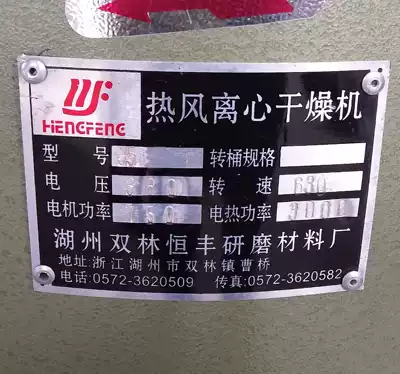 HENGFENG
热风离心干燥机
型号 转桶规格
电压 380 转速 630
电机功率 电热功率
湖州双林恒丰研磨材料厂
地址:浙江湖州市双林镇曹桥
电话:0572-3620509 传真:0572-3620582